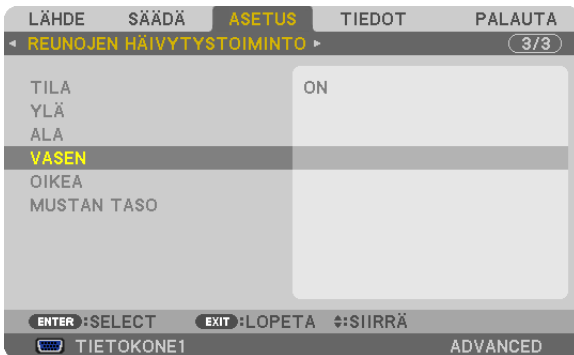 LÄHDE SÄÄDÄ ASETUS TIEDOT PALAUTA
REUNOJEN HÄIVYTYSTOIMINTO 3/3
TILA ON
YLÄ
ALA
VASEN
OIKEA
MUSTAN TASO
ENTER :SELECT EXIT :LOPETA :SIIRRÄ
TIETOKONE1 ADVANCED